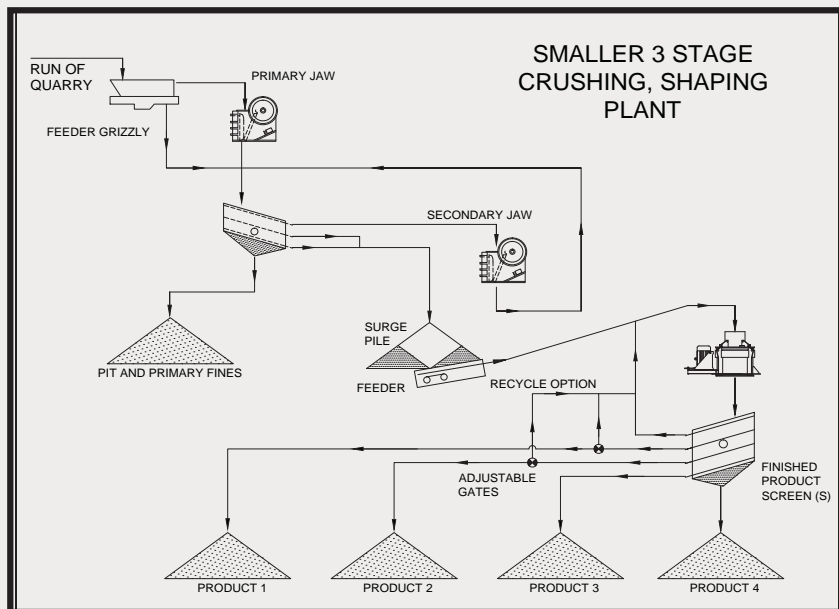 SMALLER 3 STAGE
CRUSHING, SHAPING
PLANT
RUN OF
QUARRY
PRIMARY JAW
FEEDER GRIZZLY
SECONDARY JAW
SURGE
PILE
PIT AND PRIMARY FINES
FEEDER
RECYCLE OPTION
ADJUSTABLE
GATES
FINISHED
PRODUCT
SCREEN (S)
PRODUCT 1
PRODUCT 2
PRODUCT 3
PRODUCT 4